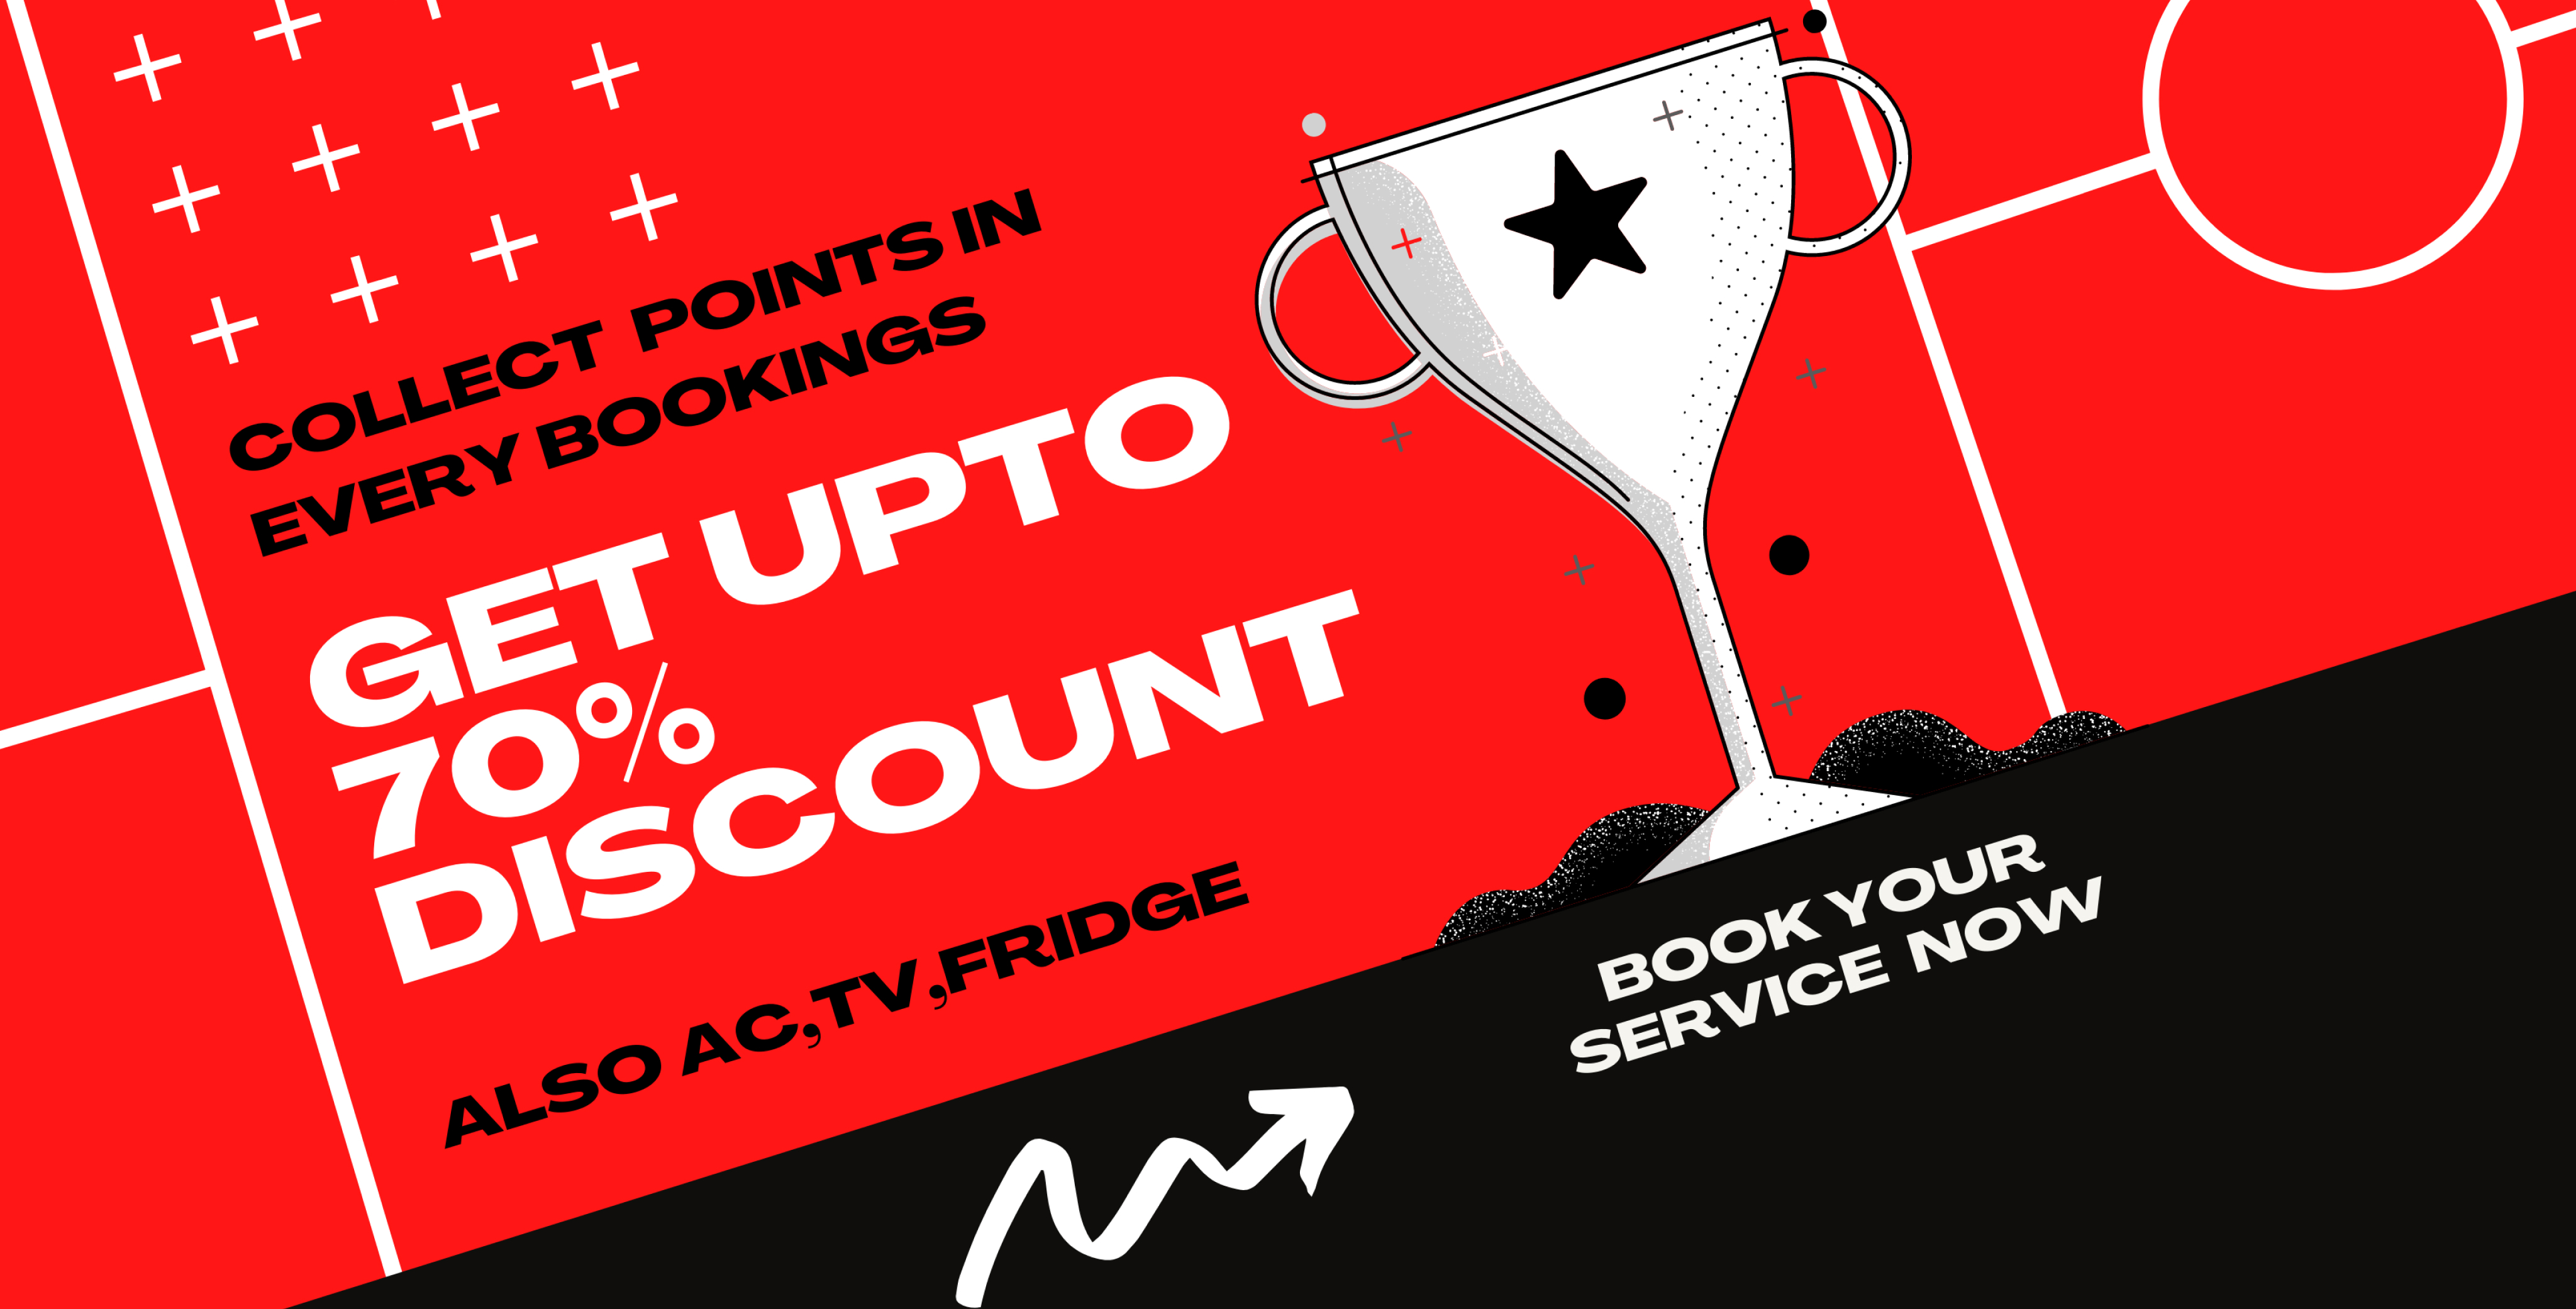 COLLECT POINTS IN
EVERY BOOKINGS
GET UPTO
70%
DISCOUNT
ALSO AC,TV,FRIDGE
BOOK YOUR
SERVICE NOW